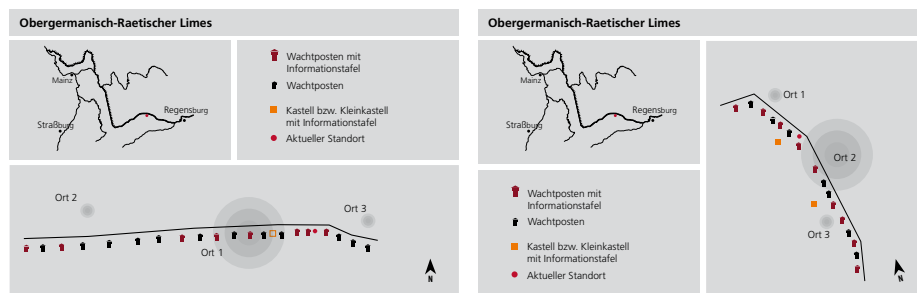 Obergermanisch-Raetischer Limes
Mainz
Straßburg
Regensburg
Wachtposten mit
Informationstafel
Wachtposten
Kastell bzw. Kleinkastell
mit Informationstafel
Aktueller Standort
Ort 2
Ort 3
Ort 1
N
Obergermanisch-Raetischer Limes
Mainz
Straßburg
Regensburg
Wachtposten mit
Informationstafel
Wachtposten
Kastell bzw. Kleinkastell
mit Informationstafel
Aktueller Standort
Ort 1
Ort 2
Ort 3
N